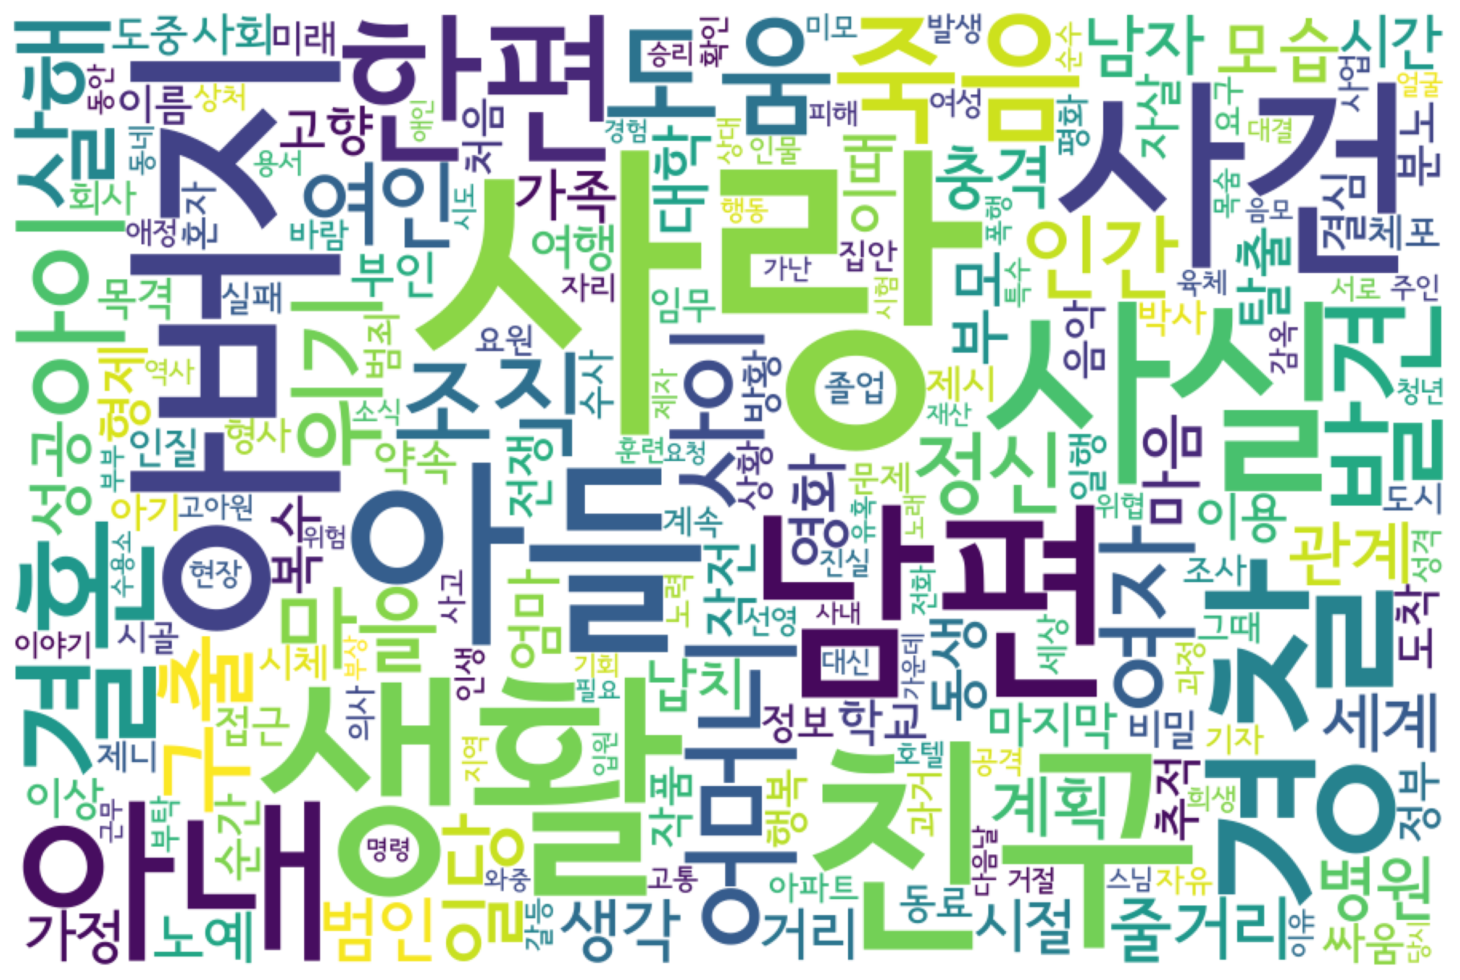 사랑
아버지
한편
사건
사실
아들
남편
생활
친구
아내
경찰
결혼
죽음
도움
조직
발견
어머니
살해
아이
위기
애인
사이
여자
인간
정신
계획
구출
마을
일당
범인
노예
가정
생각
거리
동료
시절
줄거리
병원
싸움
당시
이유
세계
정부
관계
도착
성격
조사
그때
과정
기자
비밀
마지막
세상
동생
학교
정보
호텔
공격
과거
추적
희생
다음날
거절
스님
자유
아파트
행복
작품
고통
와중
갈등
명령
입원
지역
필요
기회
납치
선영
자전
노력
엄마
인생
사고
의사
부상
시체
접근
순간
부탁
근무
이상
제니
시골
이야기
수용소
현장
복수
위험
고아원
아기
부부
인질
형사
소식
약속
전쟁
훈련
요청
계속
상황
영화
진실
유혹
노래
문제
전화
사내
대신
가운데
위협
일행
마음
이용
도시
청년
음악
감옥
박사
탈출
서로
주인
육체
특수
부모
제시
재산
졸업
방황
제자
수사
요원
임무
시험
가난
집안
행동
폭행
충격
이때
인물
상대
대학
가족
여행
자리
시도
처음
애인
경험
고향
용서
상처
이름
동안
도중
사회
미래
동네
회사
애정
혼자
바람
부인
실패
목격
범죄
역사
형제
성공
승리
확인
미모
발생
순수
피해
여성
평화
남자
모습
시간
사업
얼굴
자살
요구
대결
분노
목숨
음모
결심
체포